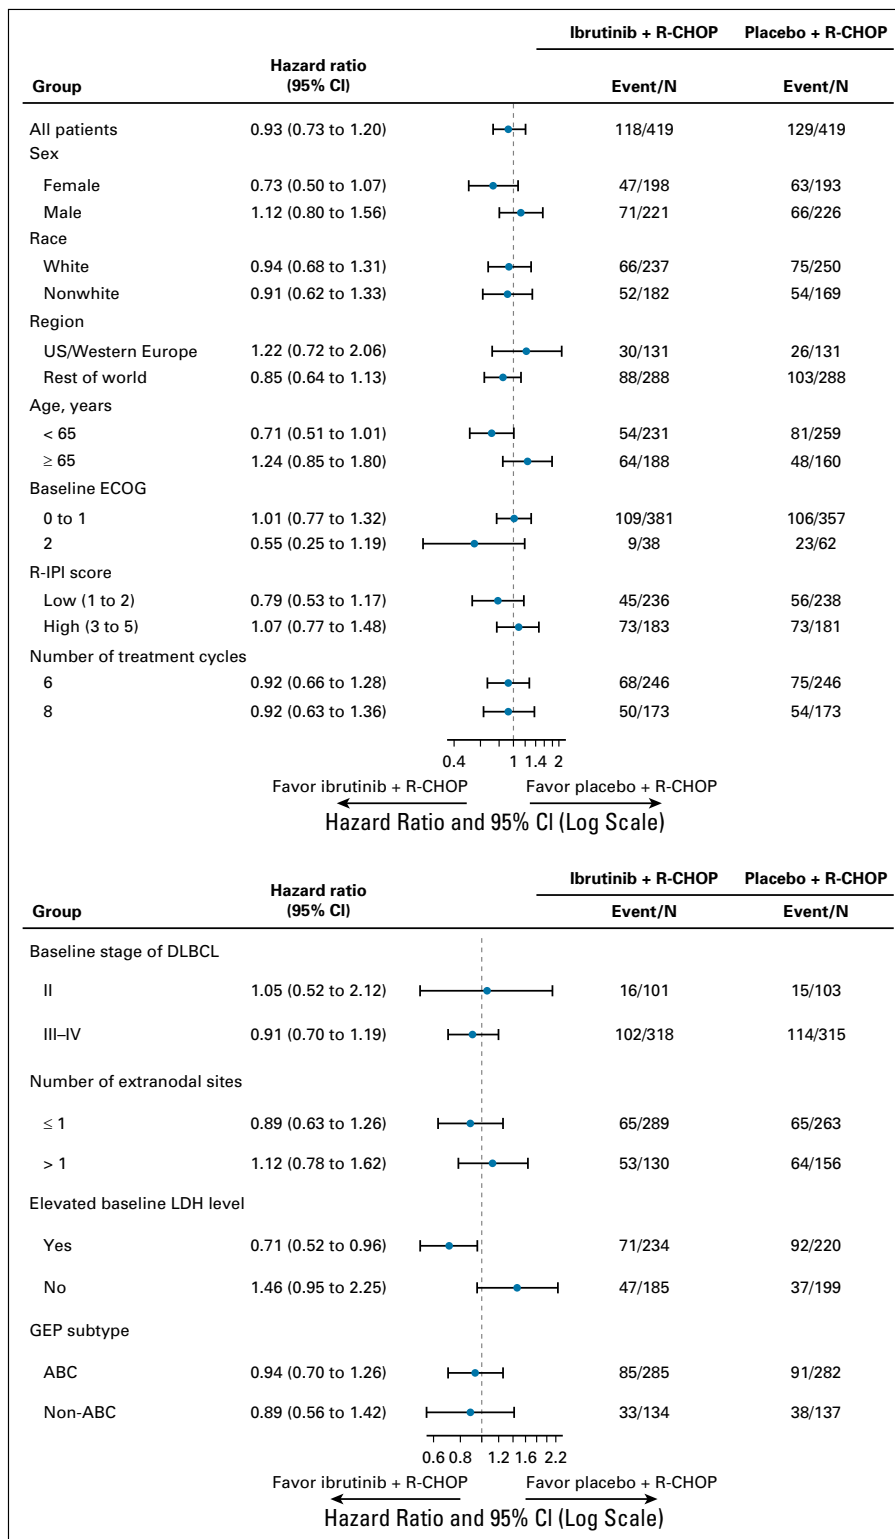 Ibrutinib + R-CHOP Placebo + R-CHOP
Group Hazard ratio (95% CI) Event/N Event/N
All patients 0.93 (0.73 to 1.20) 118/419 129/419
Sex
Female 0.73 (0.50 to 1.07) 47/198 63/193
Male 1.12 (0.80 to 1.56) 71/221 66/226
Race
White 0.94 (0.68 to 1.31) 66/237 75/250
Nonwhite 0.91 (0.62 to 1.33) 52/182 54/169
Region
US/Western Europe 1.22 (0.72 to 2.06) 30/131 26/131
Rest of world 0.85 (0.64 to 1.13) 88/288 103/288
Age, years
< 65 0.71 (0.51 to 1.01) 54/231 81/259
≥ 65 1.24 (0.85 to 1.80) 64/188 48/160
Baseline ECOG
0 to 1 1.01 (0.77 to 1.32) 109/381 106/357
2 0.55 (0.25 to 1.19) 9/38 23/62
R-IPI score
Low (1 to 2) 0.79 (0.53 to 1.17) 45/236 56/238
High (3 to 5) 1.07 (0.77 to 1.48) 73/183 73/181
Number of treatment cycles
6 0.92 (0.66 to 1.28) 68/246 75/246
8 0.92 (0.63 to 1.36) 50/173 54/173
0.4 1 1.4 2
Favor ibrutinib + R-CHOP Favor placebo + R-CHOP
Hazard Ratio and 95% CI (Log Scale)
Ibrutinib + R-CHOP Placebo + R-CHOP
Group Hazard ratio (95% CI) Event/N Event/N
Baseline stage of DLBCL
II 1.05 (0.52 to 2.12) 16/101 15/103
III–IV 0.91 (0.70 to 1.19) 102/318 114/315
Number of extranodal sites
≤ 1 0.89 (0.63 to 1.26) 65/289 65/263
> 1 1.12 (0.78 to 1.62) 53/130 64/156
Elevated baseline LDH level
Yes 0.71 (0.52 to 0.96) 71/234 92/220
No 1.46 (0.95 to 2.25) 47/185 37/199
GEP subtype
ABC 0.94 (0.70 to 1.26) 85/285 91/282
Non-ABC 0.89 (0.56 to 1.42) 33/134 38/137
0.6 0.8 1.2 1.6 2.2
Favor ibrutinib + R-CHOP Favor placebo + R-CHOP
Hazard Ratio and 95% CI (Log Scale)